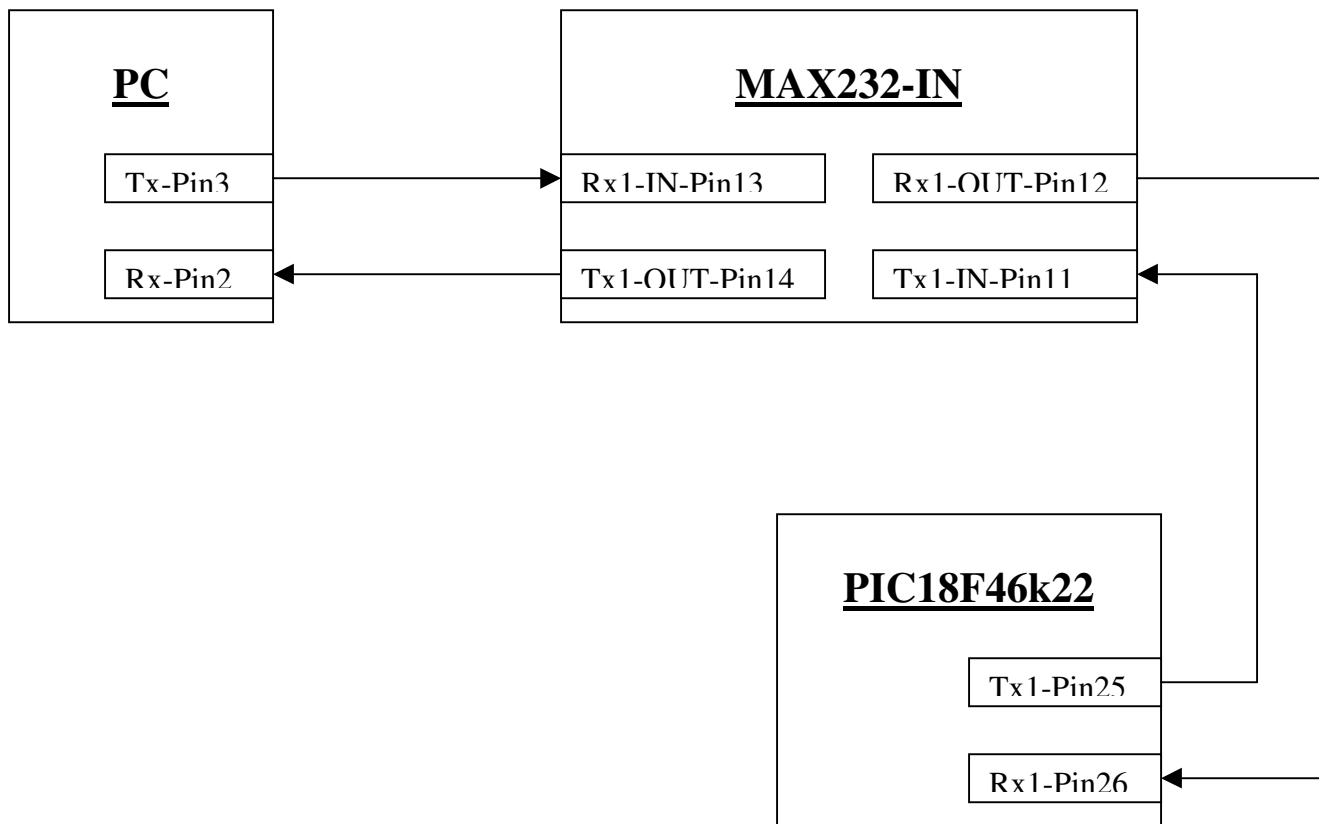 PC
Tx-Pin3
Rx-Pin2
MAX232-IN
Rx1-IN-Pin13
Rx1-OUT-Pin12
Tx1-OUT-Pin14
Tx1-IN-Pin11
PIC18F46k22
Tx1-Pin25
Rx1-Pin26